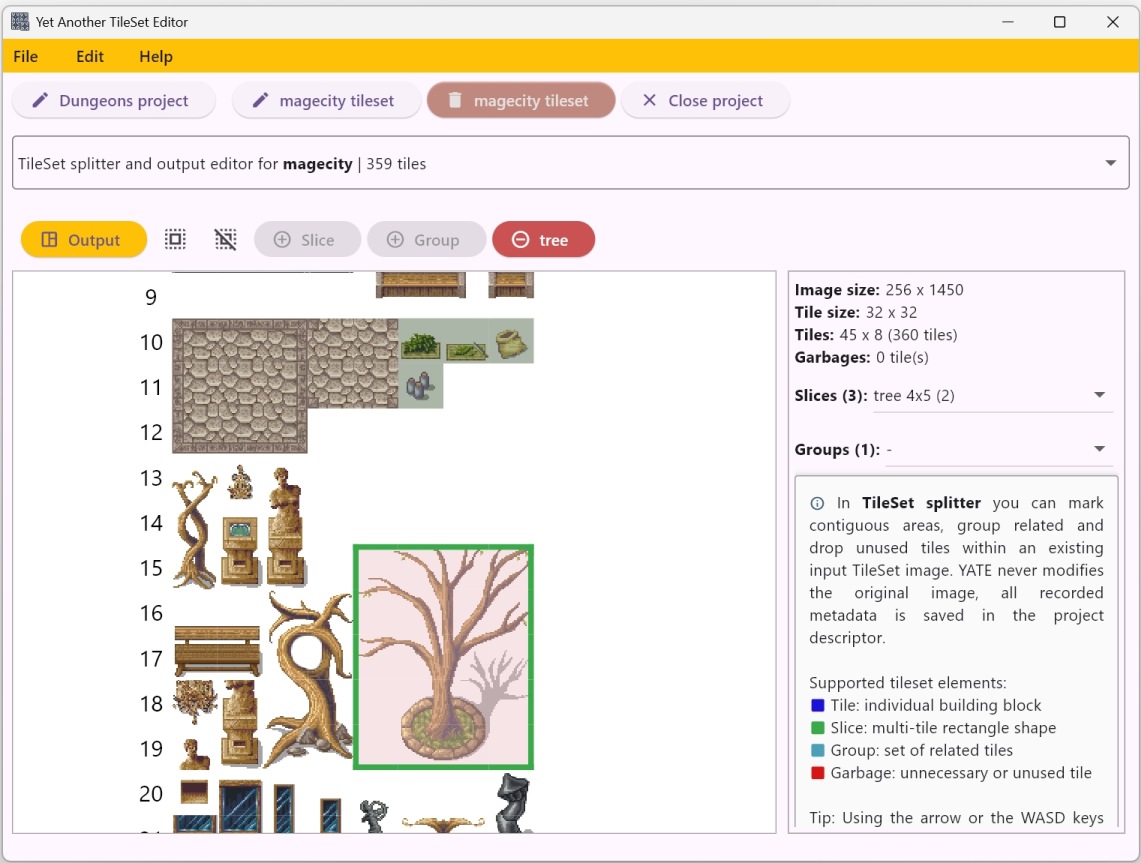 Yet Another TileSet Editor
File Edit Help
Dungeons project magecity tileset magecity tileset Close project
TileSet splitter and output editor for magecity | 359 tiles
Output Slice Group tree
9
10
11
12
13
14
15
16
17
18
19
20
Image size: 256 x 1450
Tile size: 32 x 32
Tiles: 45 x 8 (360 tiles)
Garbages: 0 tile(s)
Slices (3): tree 4x5 (2)
Groups (1): -
In TileSet splitter you can mark
contiguous areas, group related and
drop unused tiles within an existing
input TileSet image. YATE never modifies
the original image, all recorded
metadata is saved in the project
descriptor.
Supported tileset elements:
Tile: individual building block
Slice: multi-tile rectangle shape
Group: set of related tiles
Garbage: unnecessary or unused tile
Tip: Using the arrow or the WASD keys